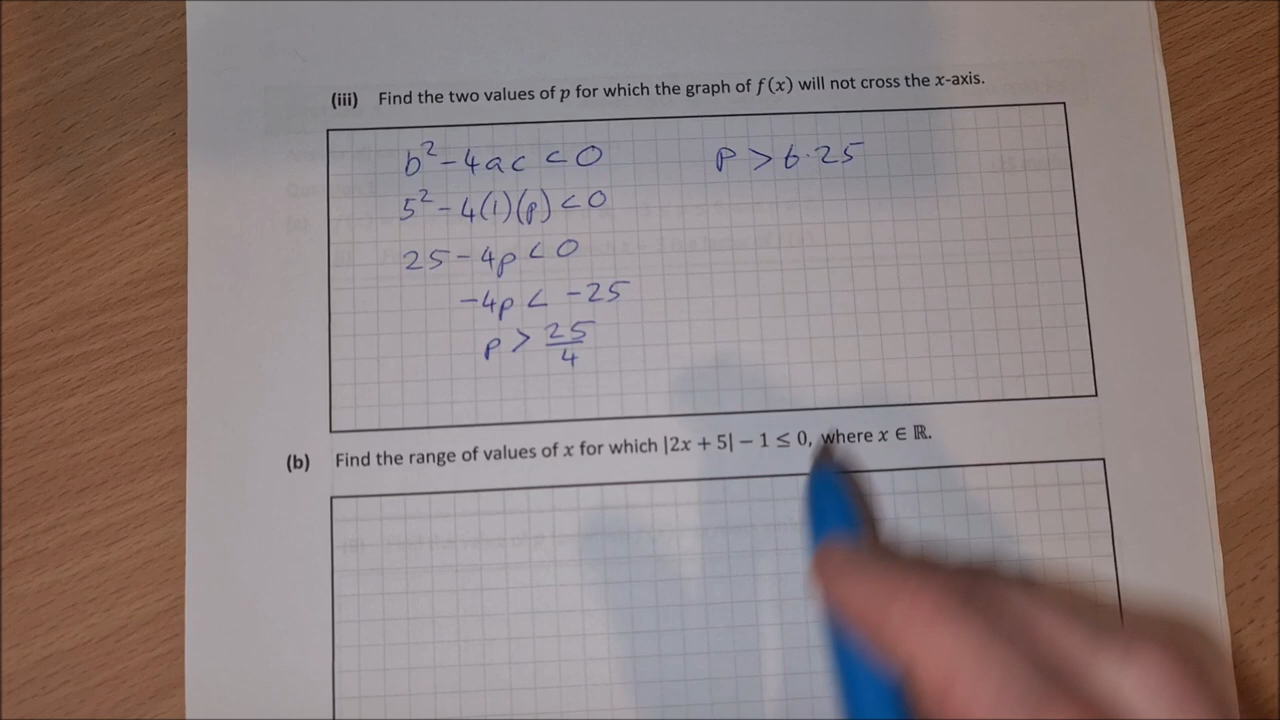 (iii) Find the two values of p for which the graph of f(x) will not cross the x-axis.
b² - 4ac < 0
p > 6·25
5² - 4(1)(p) < 0
25 - 4p < 0
-4p < -25
p > 25/4
(b) Find the range of values of x for which |2x + 5| − 1 ≤ 0, where x ∈ ℝ.